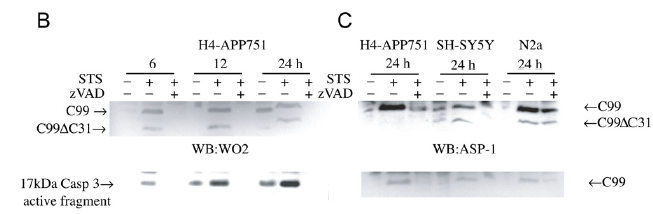 B
H4-APP751
6 12 24 h
STS − + + − + + − + +
zVAD − − + − − + − − +
C99 →
C99ΔC31→
WB:WO2
17kDa Casp 3→
active fragment
C
H4-APP751 SH-SY5Y N2a
24 h 24 h 24 h
STS − + + − + + − + +
zVAD − − + − − + − − +
←C99
←C99ΔC31
WB:ASP-1
←C99